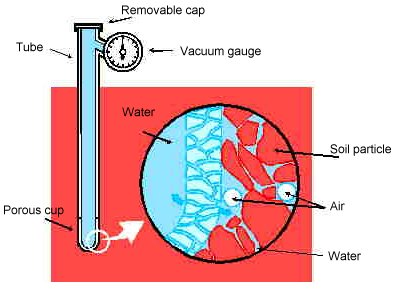 Removable cap
Tube
Vacuum gauge
Water
Soil particle
Porous cup
Air
Water